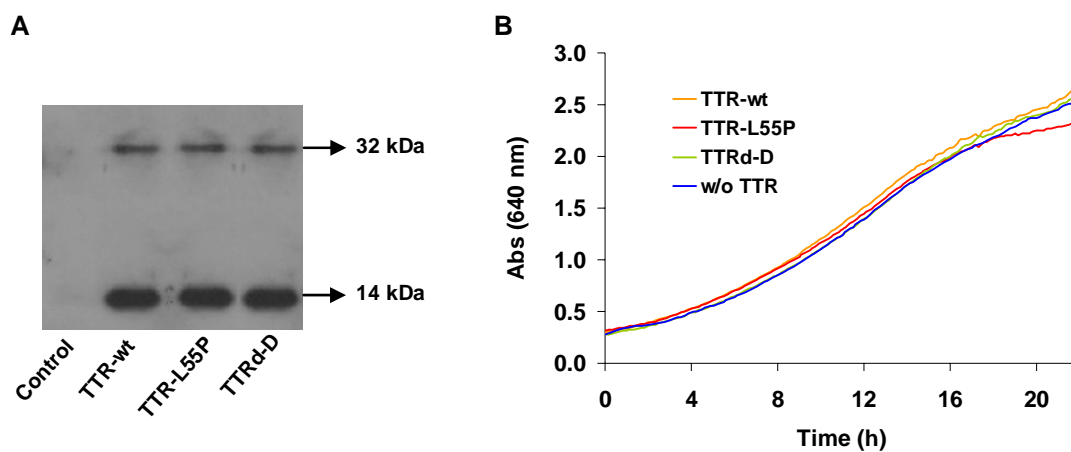 A
32 kDa
14 kDa
Control
TTR-wt
TTR-L55P
TTRd-D
B
3.0
2.5
2.0
1.5
1.0
0.5
0.0
Abs (640 nm)
TTR-wt
TTR-L55P
TTRd-D
w/o TTR
0 4 8 12 16 20
Time (h)